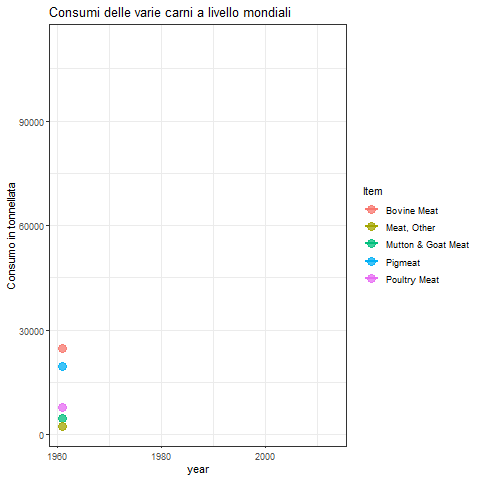 Consumi delle varie carni a livello mondiali
Consumo in tonnellata
90000
60000
30000
0
1960
1980
2000
year
Item
Bovine Meat
Meat, Other
Mutton & Goat Meat
Pigmeat
Poultry Meat